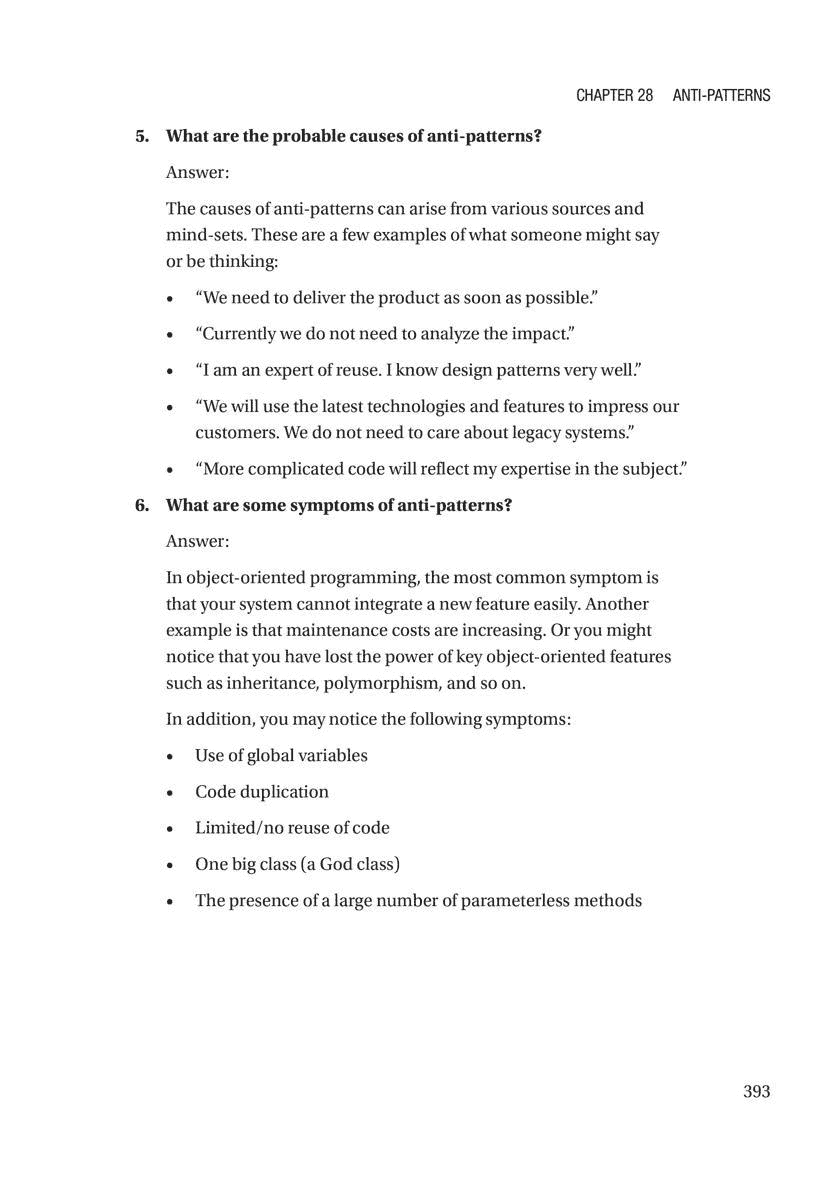 CHAPTER 28 ANTI-PATTERNS
5. What are the probable causes of anti-patterns?
Answer:
The causes of anti-patterns can arise from various sources and
mind-sets. These are a few examples of what someone might say
or be thinking:
• “We need to deliver the product as soon as possible.”
• “Currently we do not need to analyze the impact.”
• “I am an expert of reuse. I know design patterns very well.”
• “We will use the latest technologies and features to impress our
customers. We do not need to care about legacy systems.”
• “More complicated code will reflect my expertise in the subject.”
6. What are some symptoms of anti-patterns?
Answer:
In object-oriented programming, the most common symptom is
that your system cannot integrate a new feature easily. Another
example is that maintenance costs are increasing. Or you might
notice that you have lost the power of key object-oriented features
such as inheritance, polymorphism, and so on.
In addition, you may notice the following symptoms:
• Use of global variables
• Code duplication
• Limited/no reuse of code
• One big class (a God class)
• The presence of a large number of parameterless methods
393